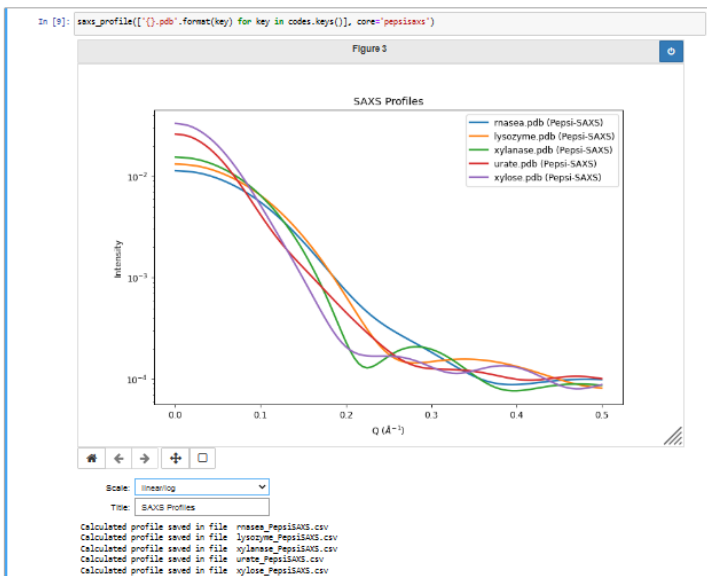 In [9]: saxs_profile(['{}.pdb'.format(key) for key in codes.keys()], core='pepsisaxs')
Figure 3
SAXS Profiles
rnasea.pdb (Pepsi-SAXS)
lysozyme.pdb (Pepsi-SAXS)
xylanase.pdb (Pepsi-SAXS)
urate.pdb (Pepsi-SAXS)
xylose.pdb (Pepsi-SAXS)
Intensity
10⁻²
10⁻³
10⁻⁴
0.0 0.1 0.2 0.3 0.4 0.5
Q (Å⁻¹)
Scale: linear/log
Title: SAXS Profiles
Calculated profile saved in file rnasea_PepsiSAXS.csv
Calculated profile saved in file lysozyme_PepsiSAXS.csv
Calculated profile saved in file xylanase_PepsiSAXS.csv
Calculated profile saved in file urate_PepsiSAXS.csv
Calculated profile saved in file xylose_PepsiSAXS.csv